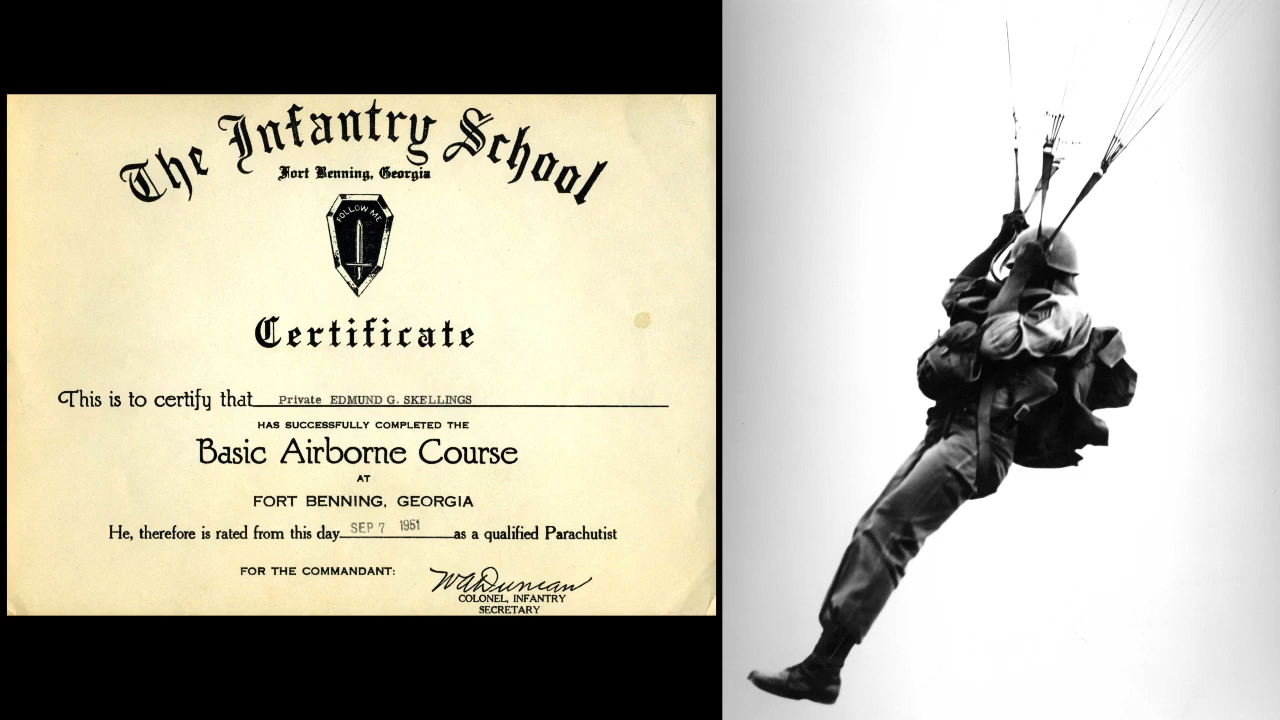 The Infantry School
Fort Benning, Georgia
FOLLOW ME
Certificate
This is to certify that Private EDMUND G. SKELLINGS
HAS SUCCESSFULLY COMPLETED THE
Basic Airborne Course
AT
FORT BENNING, GEORGIA
He, therefore is rated from this day SEP 7 1951 as a qualified Parachutist
FOR THE COMMANDANT: W A Duncan
COLONEL, INFANTRY
SECRETARY